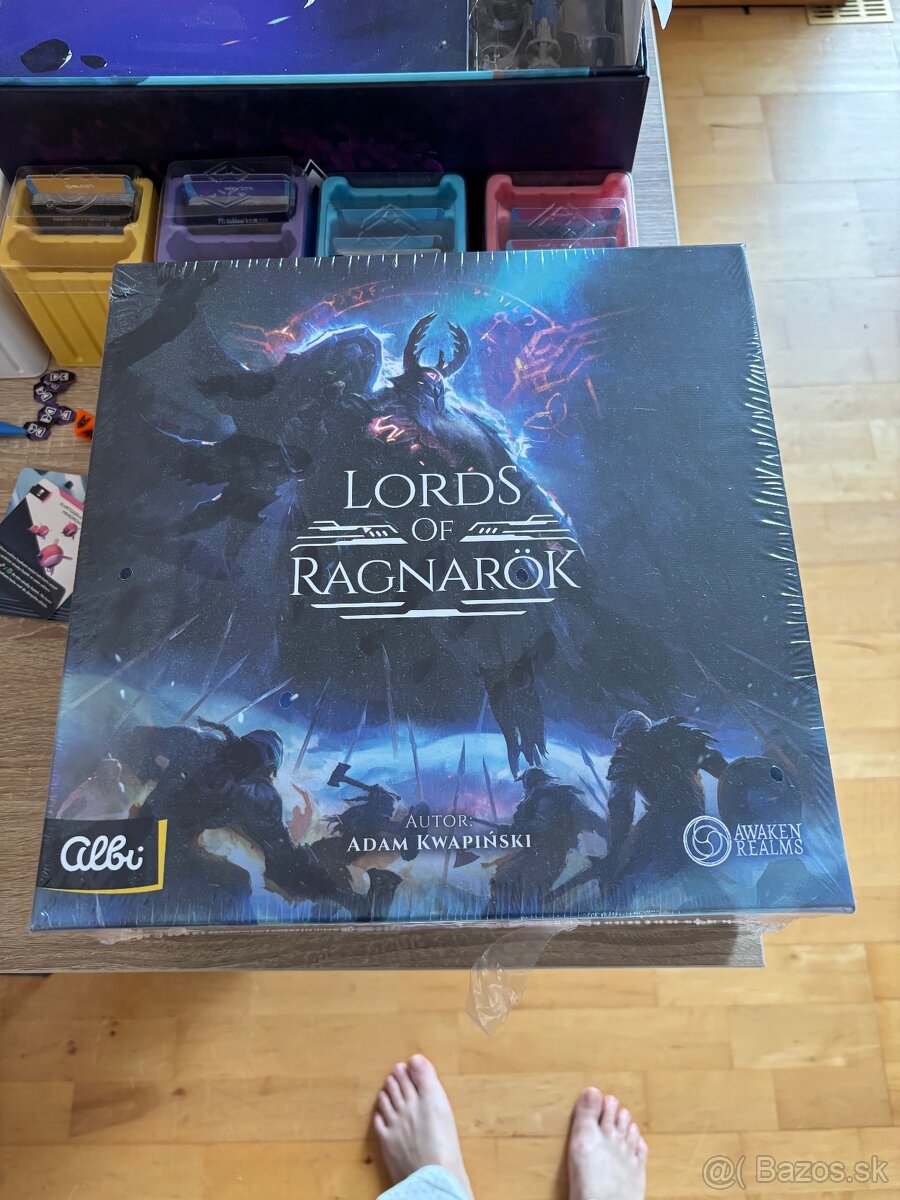 LORDS
OF
RAGNARÖK
AUTOR:
ADAM KWAPIŃSKI
albi
AWAKEN
REALMS
@( Bazos.sk